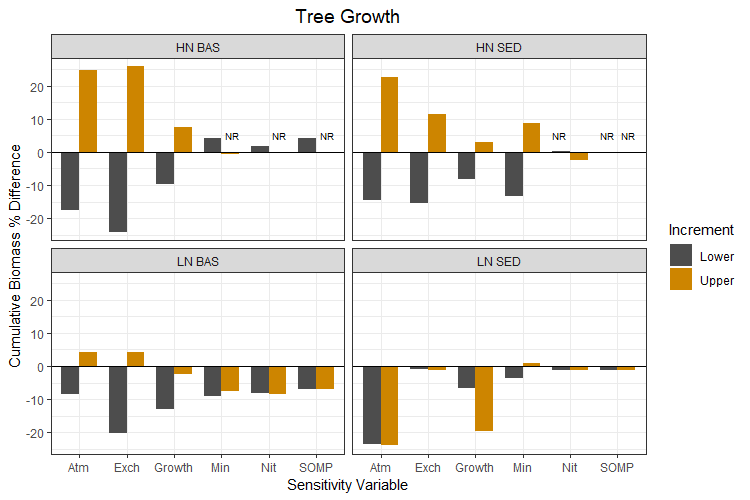 Tree Growth
HN BAS
HN SED
20
10
0
-10
-20
NR
NR
NR
NR
NR
NR
LN BAS
LN SED
20
10
0
-10
-20
Atm Exch Growth Min Nit SOMP
Atm Exch Growth Min Nit SOMP
Sensitivity Variable
Cumulative Biomass % Difference
Increment
Lower
Upper